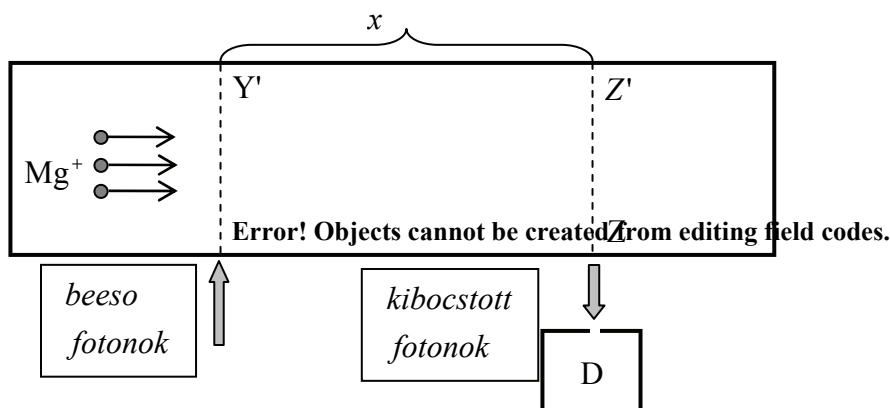 x
Y' Z'
Mg+
Error! Objects cannot be created from editing field codes.
Z
beeso
fotonok
kibocstott
fotonok
D